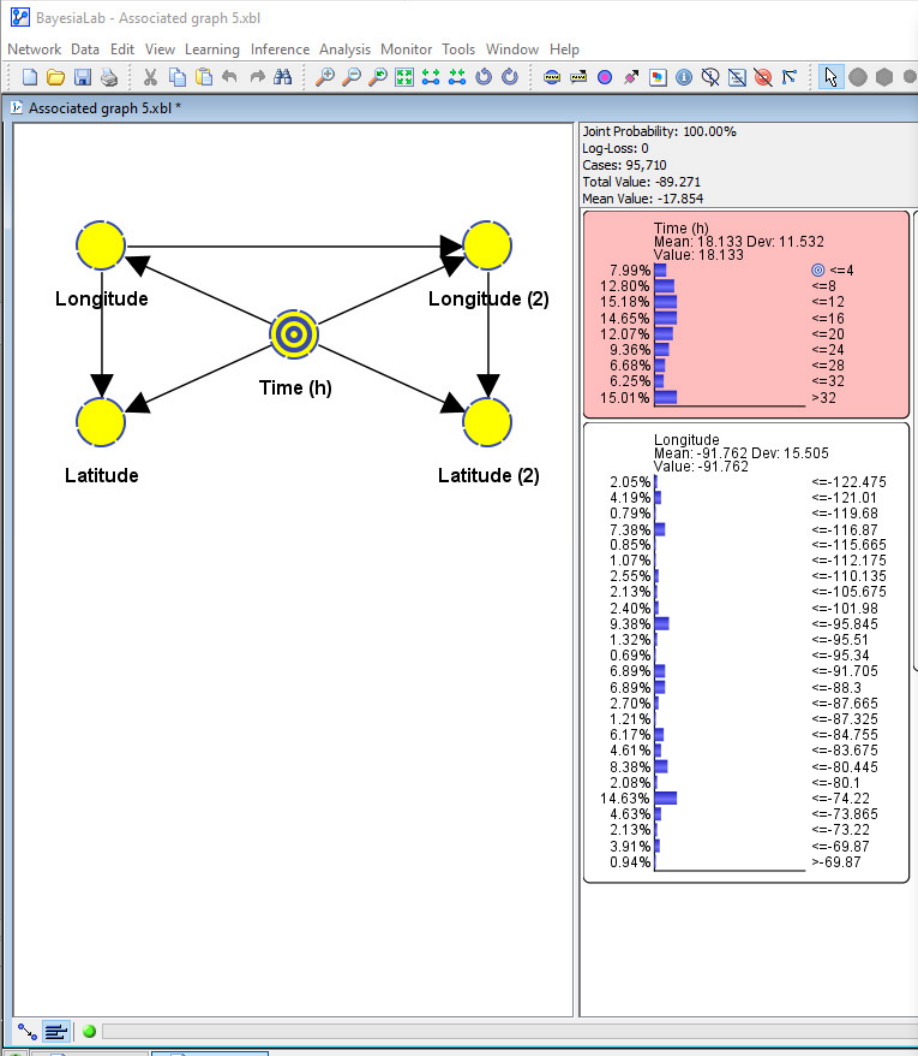 BayesiaLab - Associated graph 5.xbl
Network Data Edit View Learning Inference Analysis Monitor Tools Window Help
Associated graph 5.xbl *
Longitude
Longitude (2)
Time (h)
Latitude
Latitude (2)
Joint Probability: 100.00%
Log-Loss: 0
Cases: 95,710
Total Value: -89.271
Mean Value: -17.854
Time (h)
Mean: 18.133 Dev: 11.532
Value: 18.133
7.99% <=4
12.80% <=8
15.18% <=12
14.65% <=16
12.07% <=20
9.36% <=24
6.68% <=28
6.25% <=32
15.01% >32
Longitude
Mean: -91.762 Dev: 15.505
Value: -91.762
2.05% <=-122.475
4.19% <=-121.01
0.79% <=-119.68
7.38% <=-116.87
0.85% <=-115.665
1.07% <=-112.175
2.55% <=-110.135
2.13% <=-105.675
2.40% <=-101.98
9.38% <=-95.845
1.32% <=-95.51
0.69% <=-95.34
6.89% <=-91.705
6.89% <=-88.3
2.70% <=-87.665
1.21% <=-87.325
6.17% <=-84.755
4.61% <=-83.675
8.38% <=-80.445
2.08% <=-80.1
14.63% <=-74.22
4.63% <=-73.865
2.13% <=-73.22
3.91% <=-69.87
0.94% >-69.87